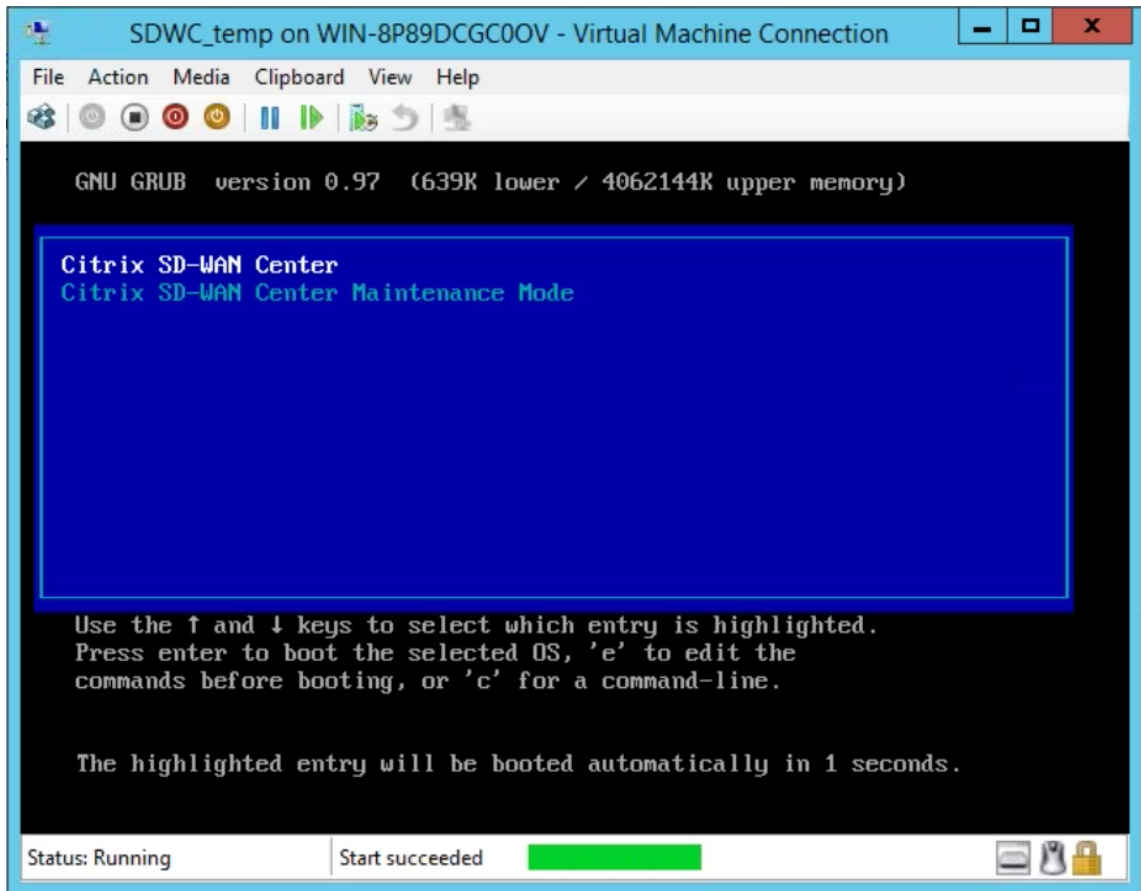 SDWC_temp on WIN-8P89DCGC0OV - Virtual Machine Connection
File Action Media Clipboard View Help
GNU GRUB version 0.97 (639K lower / 4062144K upper memory)
Citrix SD-WAN Center
Citrix SD-WAN Center Maintenance Mode
Use the ↑ and ↓ keys to select which entry is highlighted.
Press enter to boot the selected OS, 'e' to edit the
commands before booting, or 'c' for a command-line.
The highlighted entry will be booted automatically in 1 seconds.
Status: Running Start succeeded